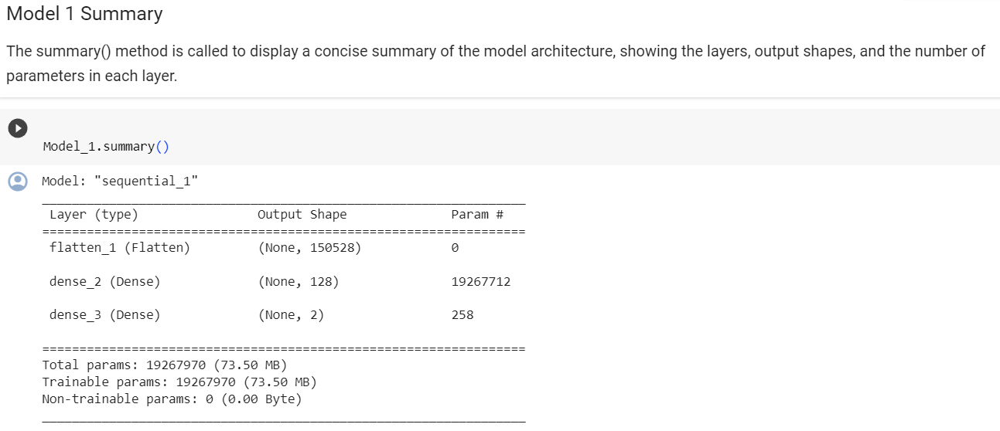 Model 1 Summary
The summary() method is called to display a concise summary of the model architecture, showing the layers, output shapes, and the number of
parameters in each layer.
Model_1.summary()
Model: "sequential_1"
_________________________________________________________________
Layer (type) Output Shape Param #
=================================================================
flatten_1 (Flatten) (None, 150528) 0
dense_2 (Dense) (None, 128) 19267712
dense_3 (Dense) (None, 2) 258
=================================================================
Total params: 19267970 (73.50 MB)
Trainable params: 19267970 (73.50 MB)
Non-trainable params: 0 (0.00 Byte)
_________________________________________________________________